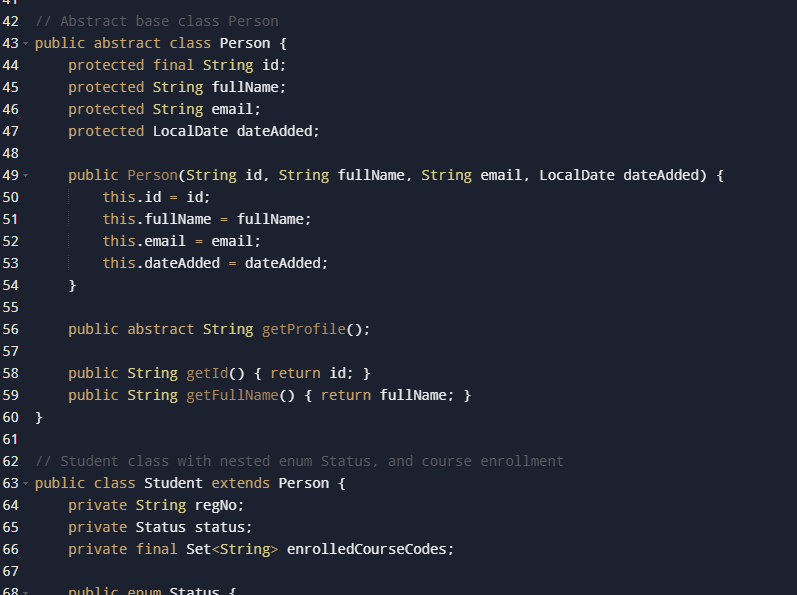 41
42 // Abstract base class Person
43 public abstract class Person {
44 protected final String id;
45 protected String fullName;
46 protected String email;
47 protected LocalDate dateAdded;
48
49 public Person(String id, String fullName, String email, LocalDate dateAdded) {
50 this.id = id;
51 this.fullName = fullName;
52 this.email = email;
53 this.dateAdded = dateAdded;
54 }
55
56 public abstract String getProfile();
57
58 public String getId() { return id; }
59 public String getFullName() { return fullName; }
60 }
61
62 // Student class with nested enum Status, and course enrollment
63 public class Student extends Person {
64 private String regNo;
65 private Status status;
66 private final Set<String> enrolledCourseCodes;
67
68 public enum Status {